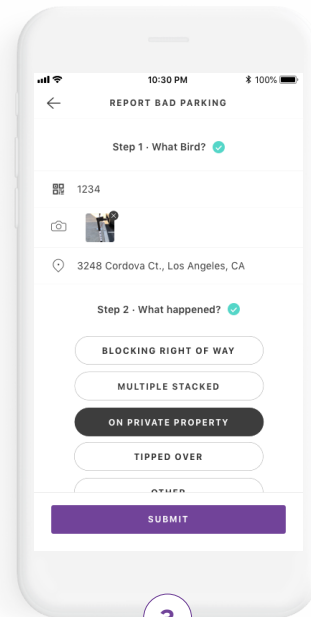 10:30 PM 100%
REPORT BAD PARKING
Step 1 · What Bird?
1234
3248 Cordova Ct., Los Angeles, CA
Step 2 · What happened?
BLOCKING RIGHT OF WAY
MULTIPLE STACKED
ON PRIVATE PROPERTY
TIPPED OVER
OTHER
SUBMIT